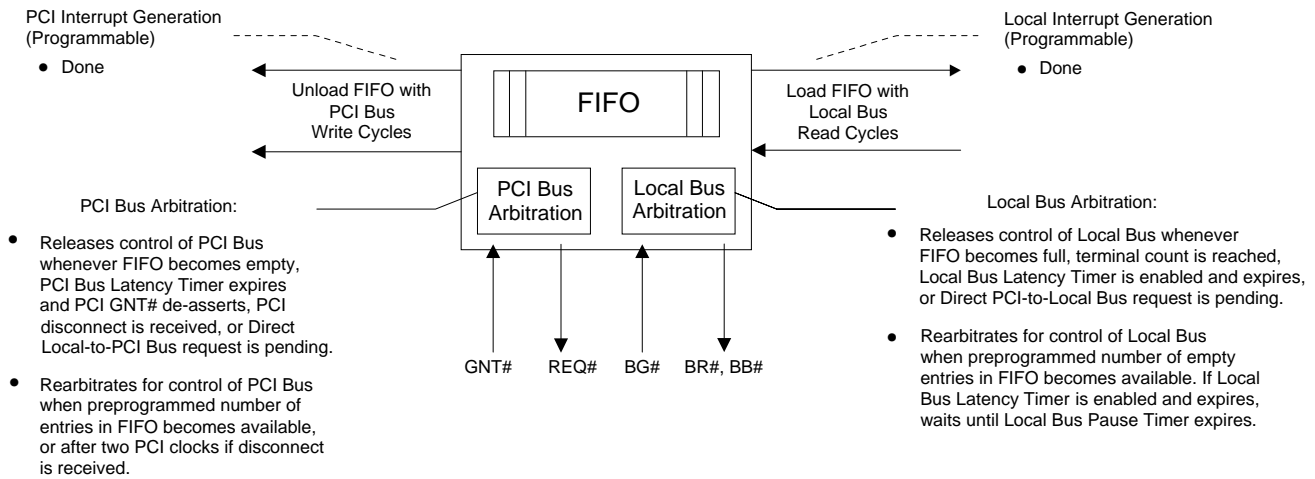 PCI Interrupt Generation
(Programmable)
• Done
Unload FIFO with
PCI Bus
Write Cycles
FIFO
Local Interrupt Generation
(Programmable)
• Done
Load FIFO with
Local Bus
Read Cycles
PCI Bus
Arbitration
Local Bus
Arbitration
PCI Bus Arbitration:
• Releases control of PCI Bus
whenever FIFO becomes empty,
PCI Bus Latency Timer expires
and PCI GNT# de-asserts, PCI
disconnect is received, or Direct
Local-to-PCI Bus request is pending.
• Rearbitrates for control of PCI Bus
when preprogrammed number of
entries in FIFO becomes available,
or after two PCI clocks if disconnect
is received.
GNT#
REQ#
BG#
BR#, BB#
Local Bus Arbitration:
• Releases control of Local Bus whenever
FIFO becomes full, terminal count is reached,
Local Bus Latency Timer is enabled and expires,
or Direct PCI-to-Local Bus request is pending.
• Rearbitrates for control of Local Bus
when preprogrammed number of empty
entries in FIFO becomes available. If Local
Bus Latency Timer is enabled and expires,
waits until Local Bus Pause Timer expires.